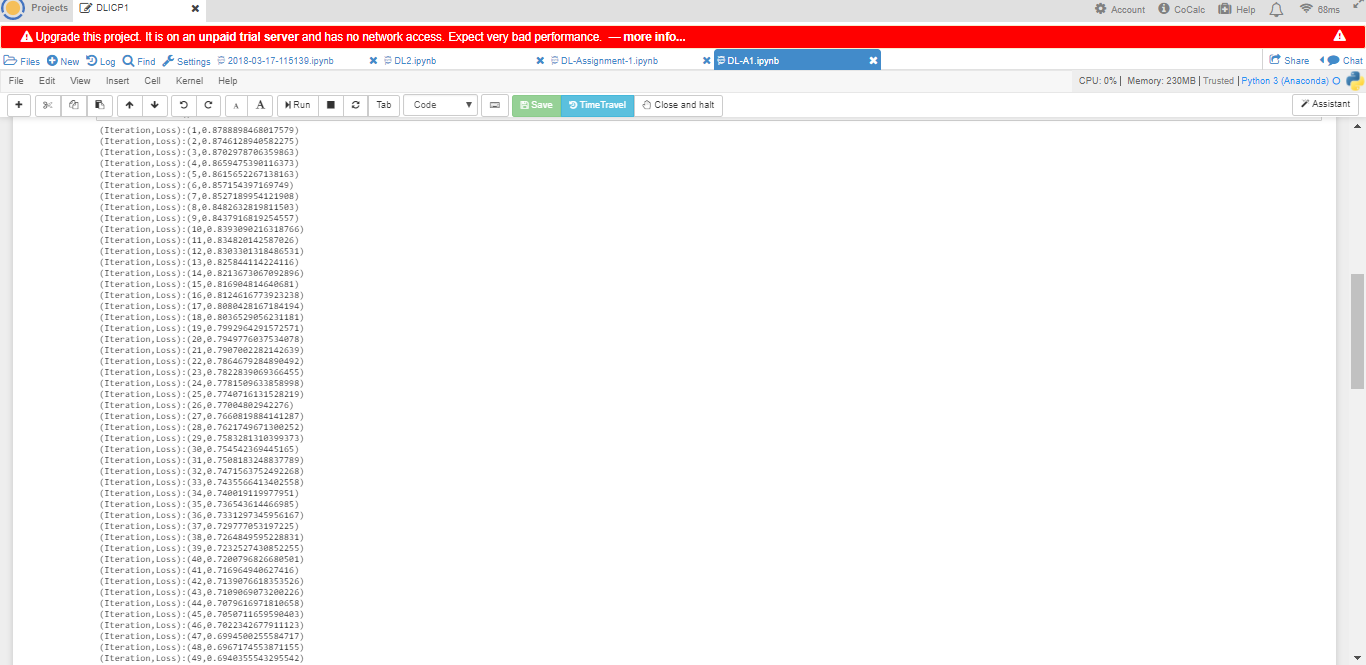 Projects DLICP1 Account CoCalc Help 68ms
Upgrade this project. It is on an unpaid trial server and has no network access. Expect very bad performance. — more info...
Files New Log Find Settings 2018-03-17-115139.ipynb DL2.ipynb DL-Assignment-1.ipynb DL-A1.ipynb Share Chat
File Edit View Insert Cell Kernel Help CPU: 0% | Memory: 230MB | Trusted | Python 3 (Anaconda)
A A Run Tab Code Save TimeTravel Close and halt Assistant
(Iteration,Loss):(1,0.8788898468017579)
(Iteration,Loss):(2,0.8746128940582275)
(Iteration,Loss):(3,0.8702978706359863)
(Iteration,Loss):(4,0.8659475390116373)
(Iteration,Loss):(5,0.8615652267138163)
(Iteration,Loss):(6,0.857154397169749)
(Iteration,Loss):(7,0.8527189954121908)
(Iteration,Loss):(8,0.8482632819811503)
(Iteration,Loss):(9,0.8437916819254557)
(Iteration,Loss):(10,0.8393090216318766)
(Iteration,Loss):(11,0.834820142587026)
(Iteration,Loss):(12,0.8303301318486531)
(Iteration,Loss):(13,0.825844114224116)
(Iteration,Loss):(14,0.8213673067092896)
(Iteration,Loss):(15,0.816904814640681)
(Iteration,Loss):(16,0.8124616773923238)
(Iteration,Loss):(17,0.8080428167184194)
(Iteration,Loss):(18,0.8036529056231181)
(Iteration,Loss):(19,0.7992964291572571)
(Iteration,Loss):(20,0.7949776037534078)
(Iteration,Loss):(21,0.7907002282142639)
(Iteration,Loss):(22,0.7864679284890492)
(Iteration,Loss):(23,0.7822839069366455)
(Iteration,Loss):(24,0.7781509633858998)
(Iteration,Loss):(25,0.7740716131528219)
(Iteration,Loss):(26,0.77004802942276)
(Iteration,Loss):(27,0.7660819884141287)
(Iteration,Loss):(28,0.7621749671300252)
(Iteration,Loss):(29,0.7583281310399373)
(Iteration,Loss):(30,0.754542369445165)
(Iteration,Loss):(31,0.7508183248837789)
(Iteration,Loss):(32,0.7471563752492268)
(Iteration,Loss):(33,0.7435566413402558)
(Iteration,Loss):(34,0.740019119977951)
(Iteration,Loss):(35,0.736543614466985)
(Iteration,Loss):(36,0.7331297345956167)
(Iteration,Loss):(37,0.729777053197225)
(Iteration,Loss):(38,0.7264849595228831)
(Iteration,Loss):(39,0.7232527430852255)
(Iteration,Loss):(40,0.7200796826680501)
(Iteration,Loss):(41,0.716964940627416)
(Iteration,Loss):(42,0.7139076618353526)
(Iteration,Loss):(43,0.7109069073200226)
(Iteration,Loss):(44,0.7079616971810658)
(Iteration,Loss):(45,0.7050711659590403)
(Iteration,Loss):(46,0.7022342677911123)
(Iteration,Loss):(47,0.6994500255584717)
(Iteration,Loss):(48,0.6967174553871155)
(Iteration,Loss):(49,0.6940355543295542)